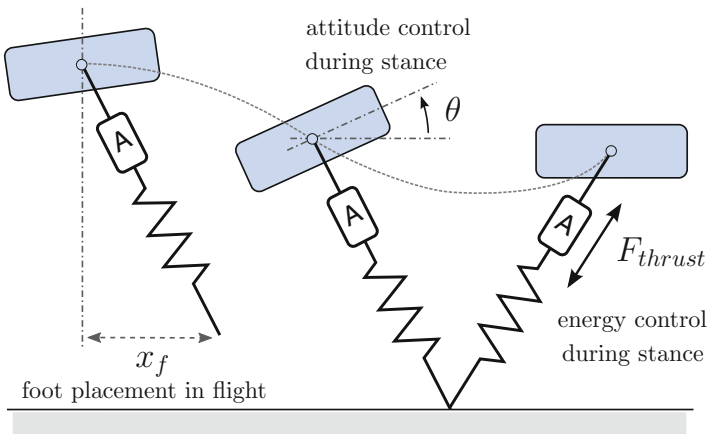 attitude control
during stance
θ
A
A
A
F_thrust
energy control
during stance
x_f
foot placement in flight